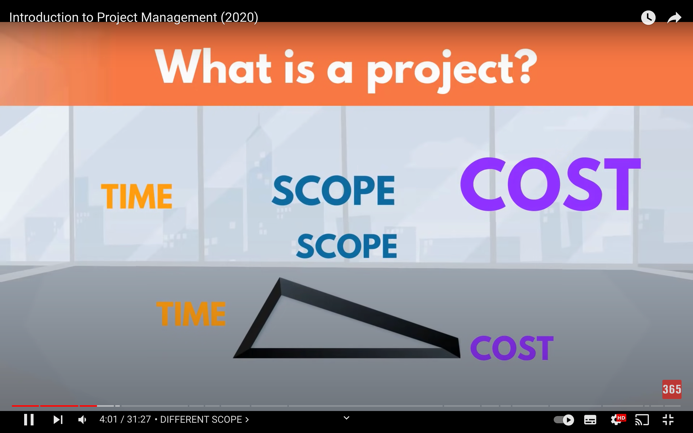 Introduction to Project Management (2020)
What is a project?
TIME SCOPE COST
SCOPE
TIME
COST
365
4:01 / 31:27 • DIFFERENT SCOPE >
HD